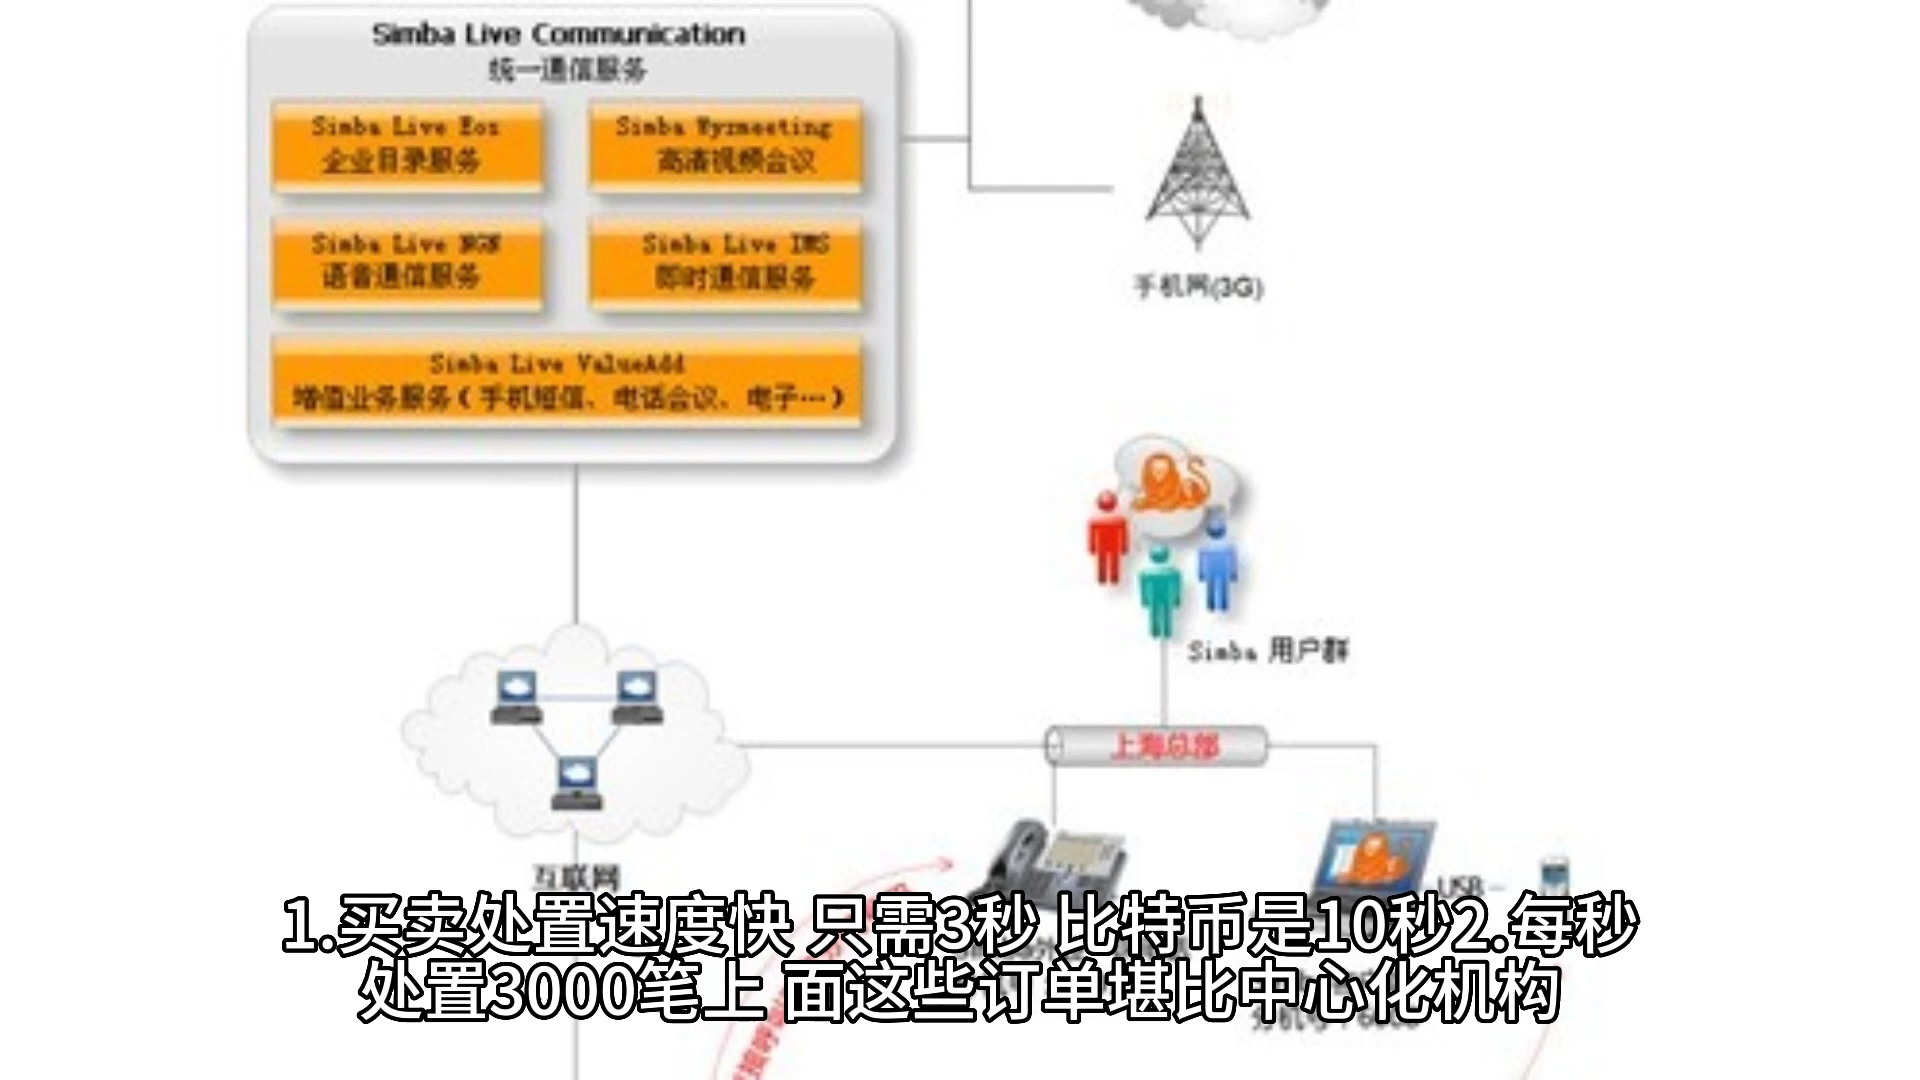 Simba Live Communication
统一通信服务
Simba Live Eos
企业目录服务
Simba Wyzmeeting
高清视频会议
Simba Live NGN
语音通信服务
Simba Live IMS
即时通信服务
Simba Live ValueAdd
增值业务服务(手机短信、电话会议、电子…)
手机网(3G)
Simba 用户群
上海总部
互联网
USB
1.买卖处置速度快 只需3秒 比特币是10秒2.每秒
处置3000笔上 面这些订单堪比中心化机构